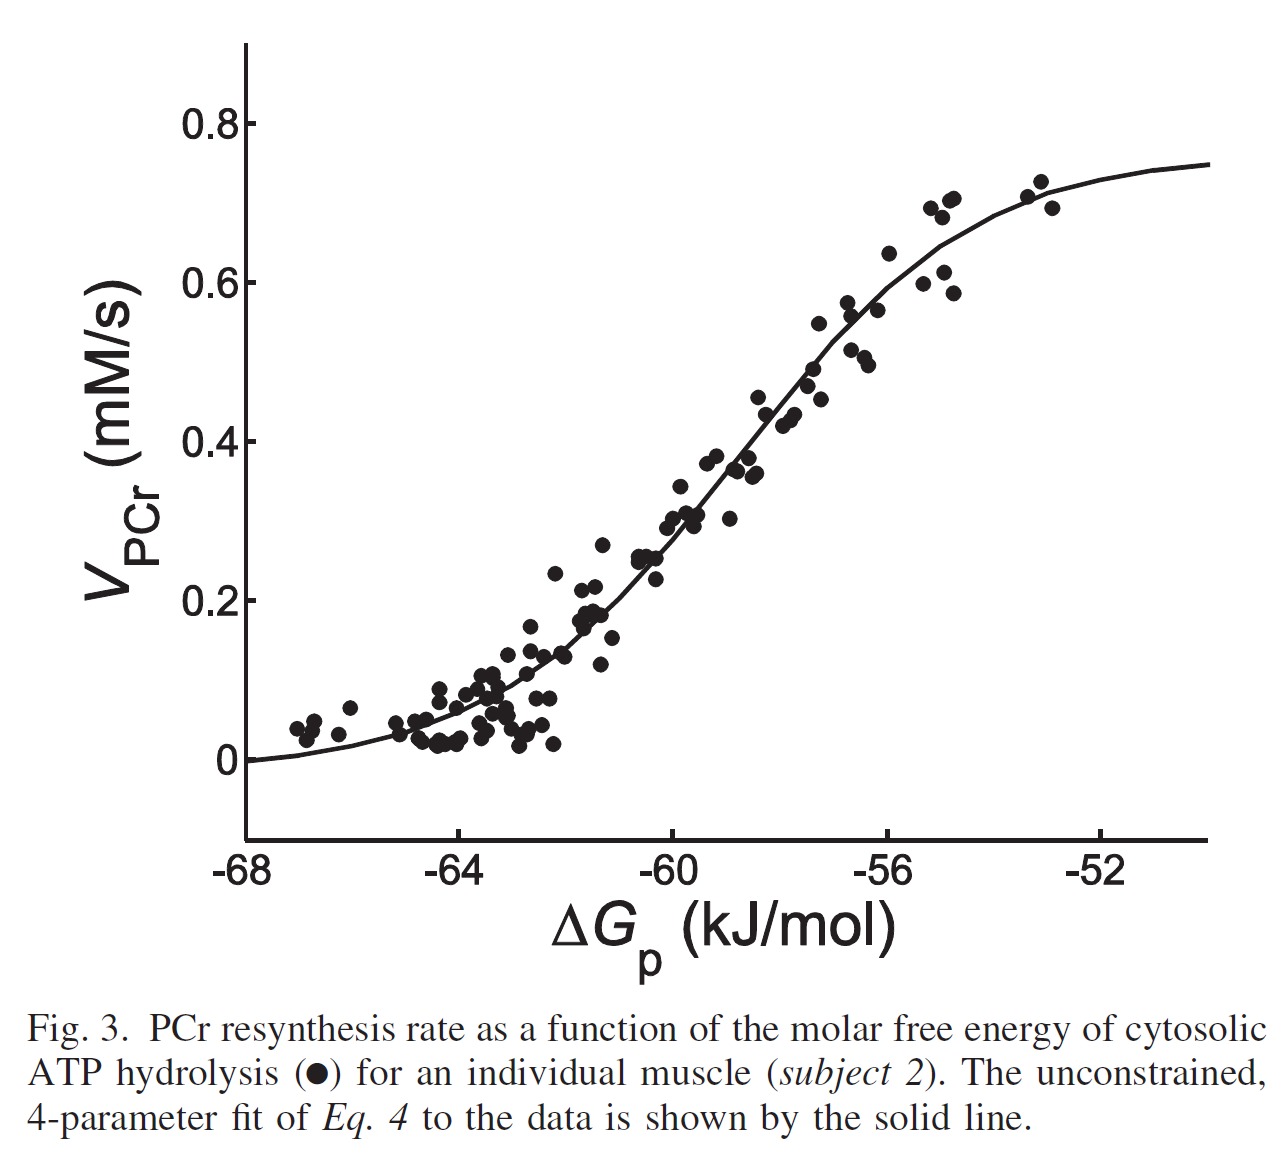 0.8
0.6
0.4
0.2
0
V_PCr (mM/s)
-68 -64 -60 -56 -52
ΔG_p (kJ/mol)
Fig. 3. PCr resynthesis rate as a function of the molar free energy of cytosolic
ATP hydrolysis (●) for an individual muscle (subject 2). The unconstrained,
4-parameter fit of Eq. 4 to the data is shown by the solid line.